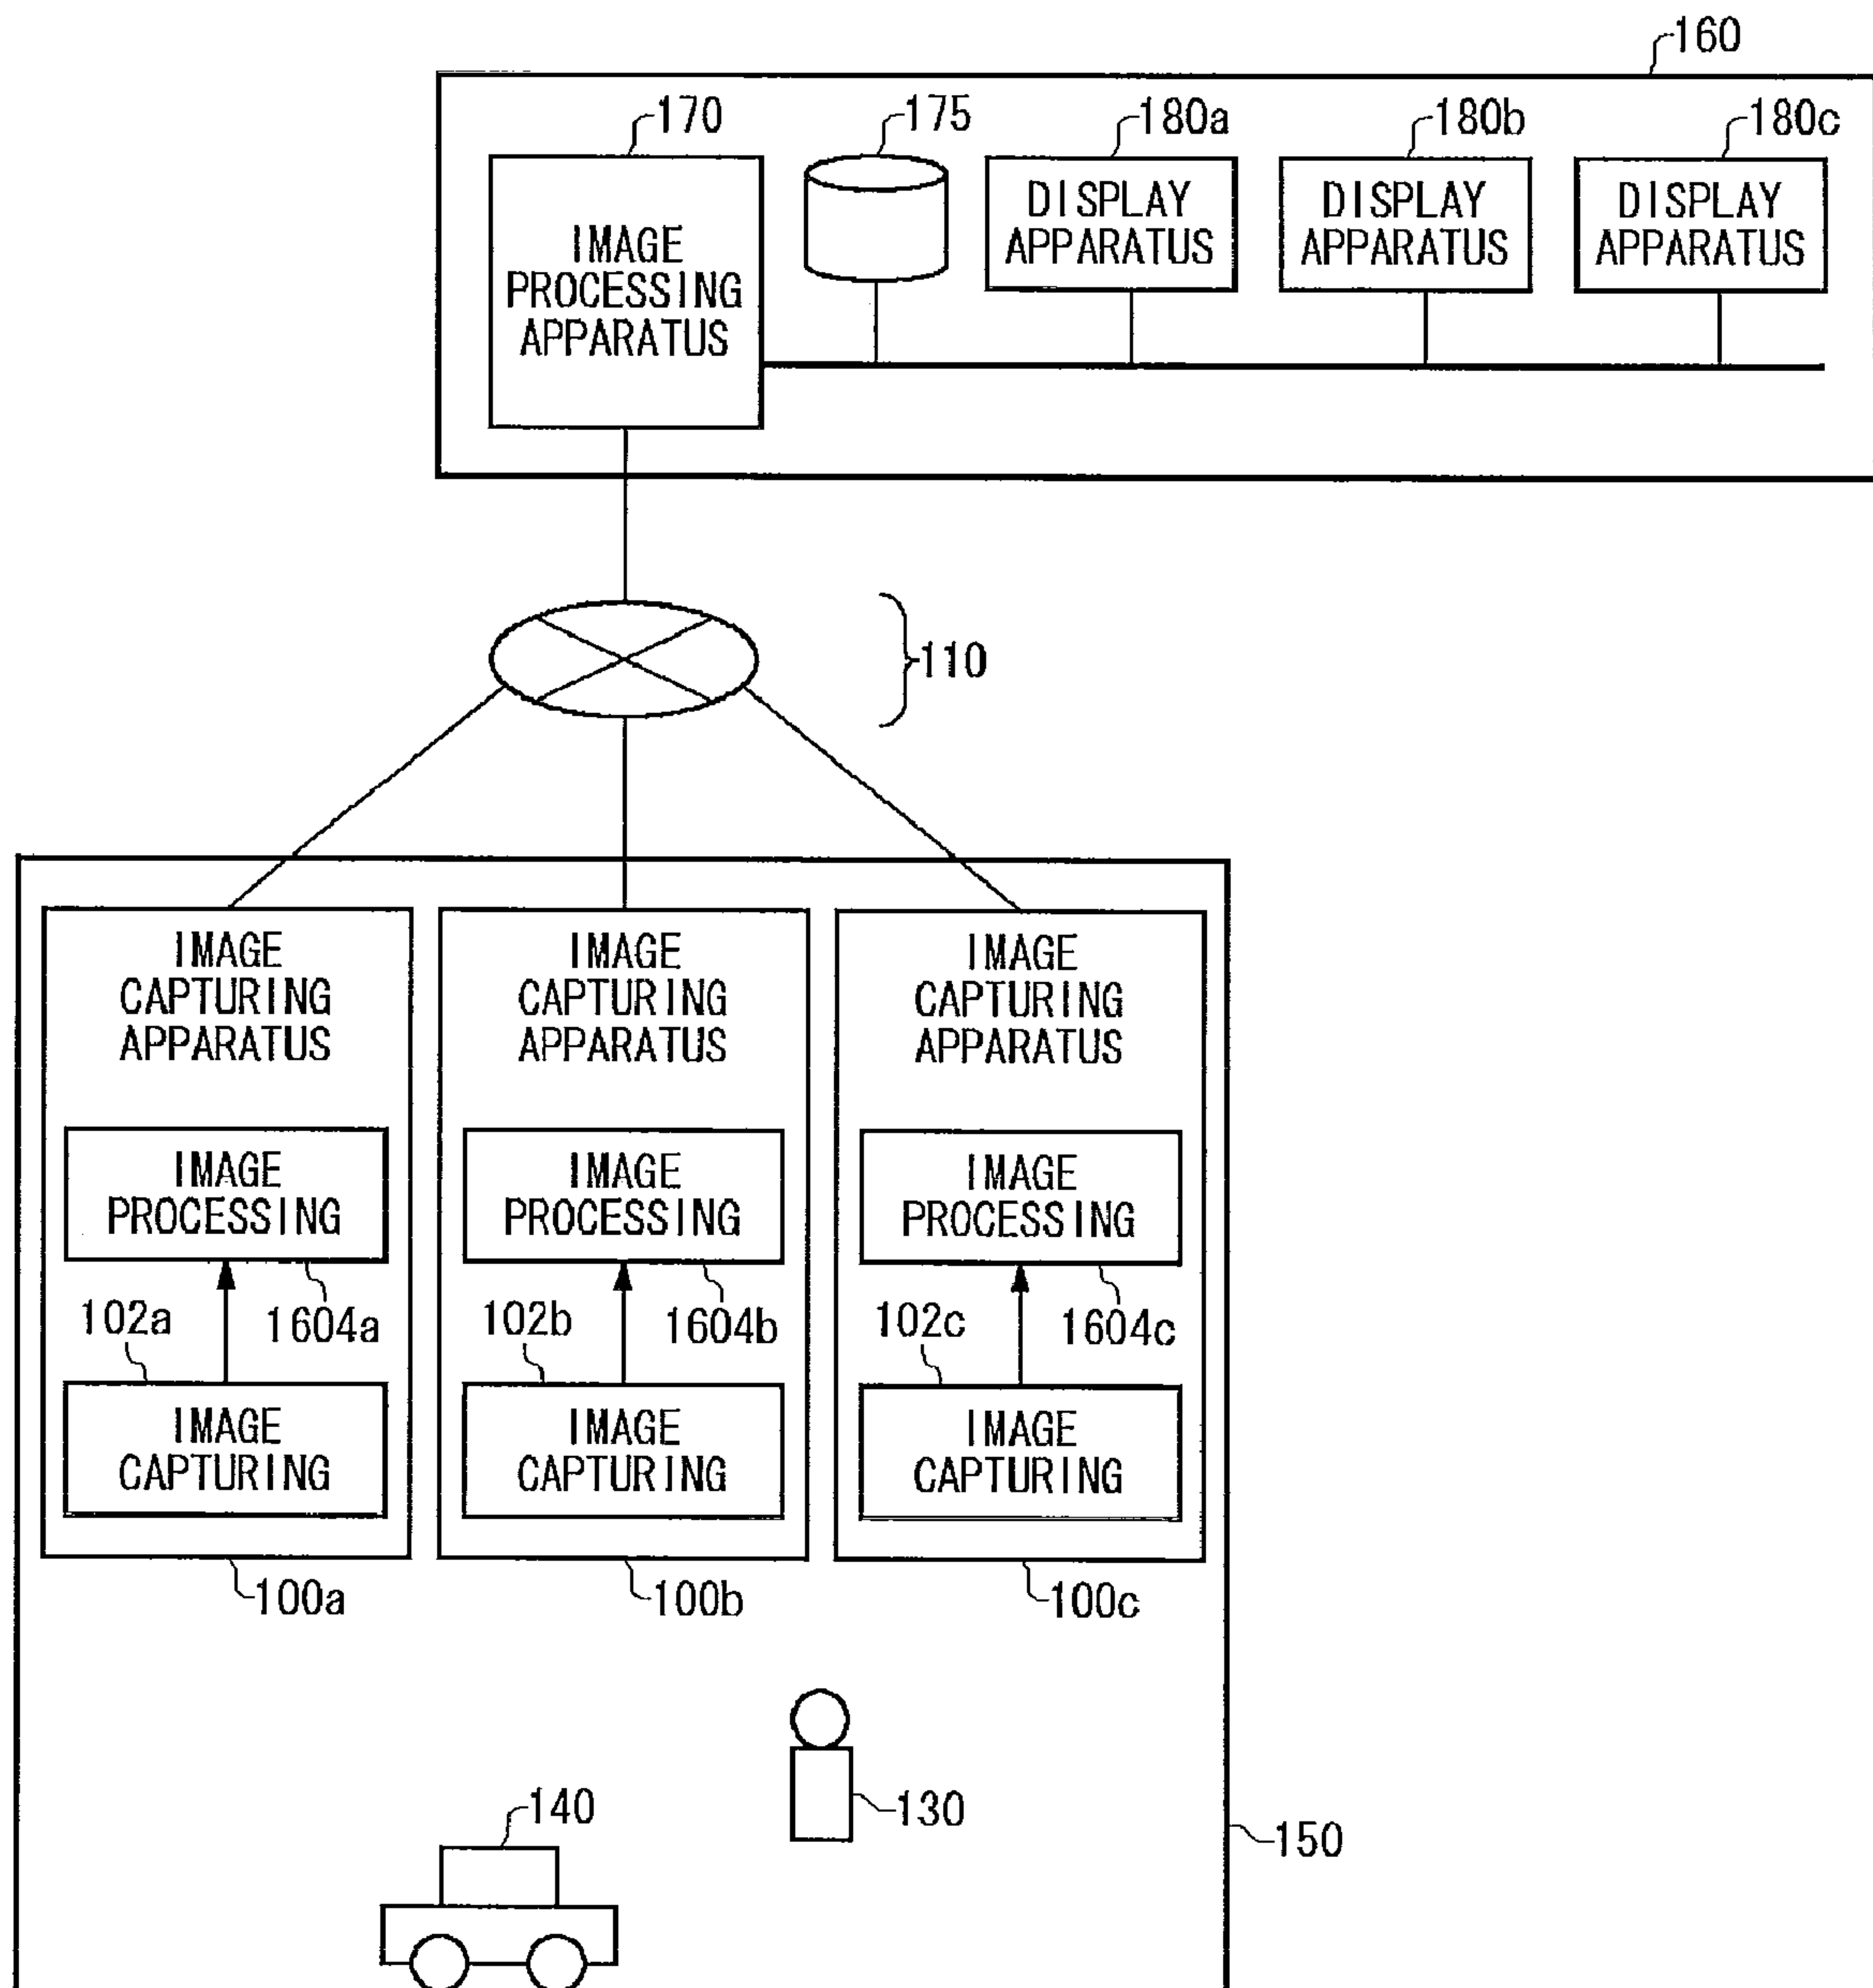 160
170
175
180a
180b
180c
IMAGE
PROCESSING
APPARATUS
DISPLAY
APPARATUS
DISPLAY
APPARATUS
DISPLAY
APPARATUS
110
IMAGE
CAPTURING
APPARATUS
IMAGE
CAPTURING
APPARATUS
IMAGE
CAPTURING
APPARATUS
IMAGE
PROCESSING
IMAGE
PROCESSING
IMAGE
PROCESSING
102a
1604a
102b
1604b
102c
1604c
IMAGE
CAPTURING
IMAGE
CAPTURING
IMAGE
CAPTURING
100a
100b
100c
130
140
150